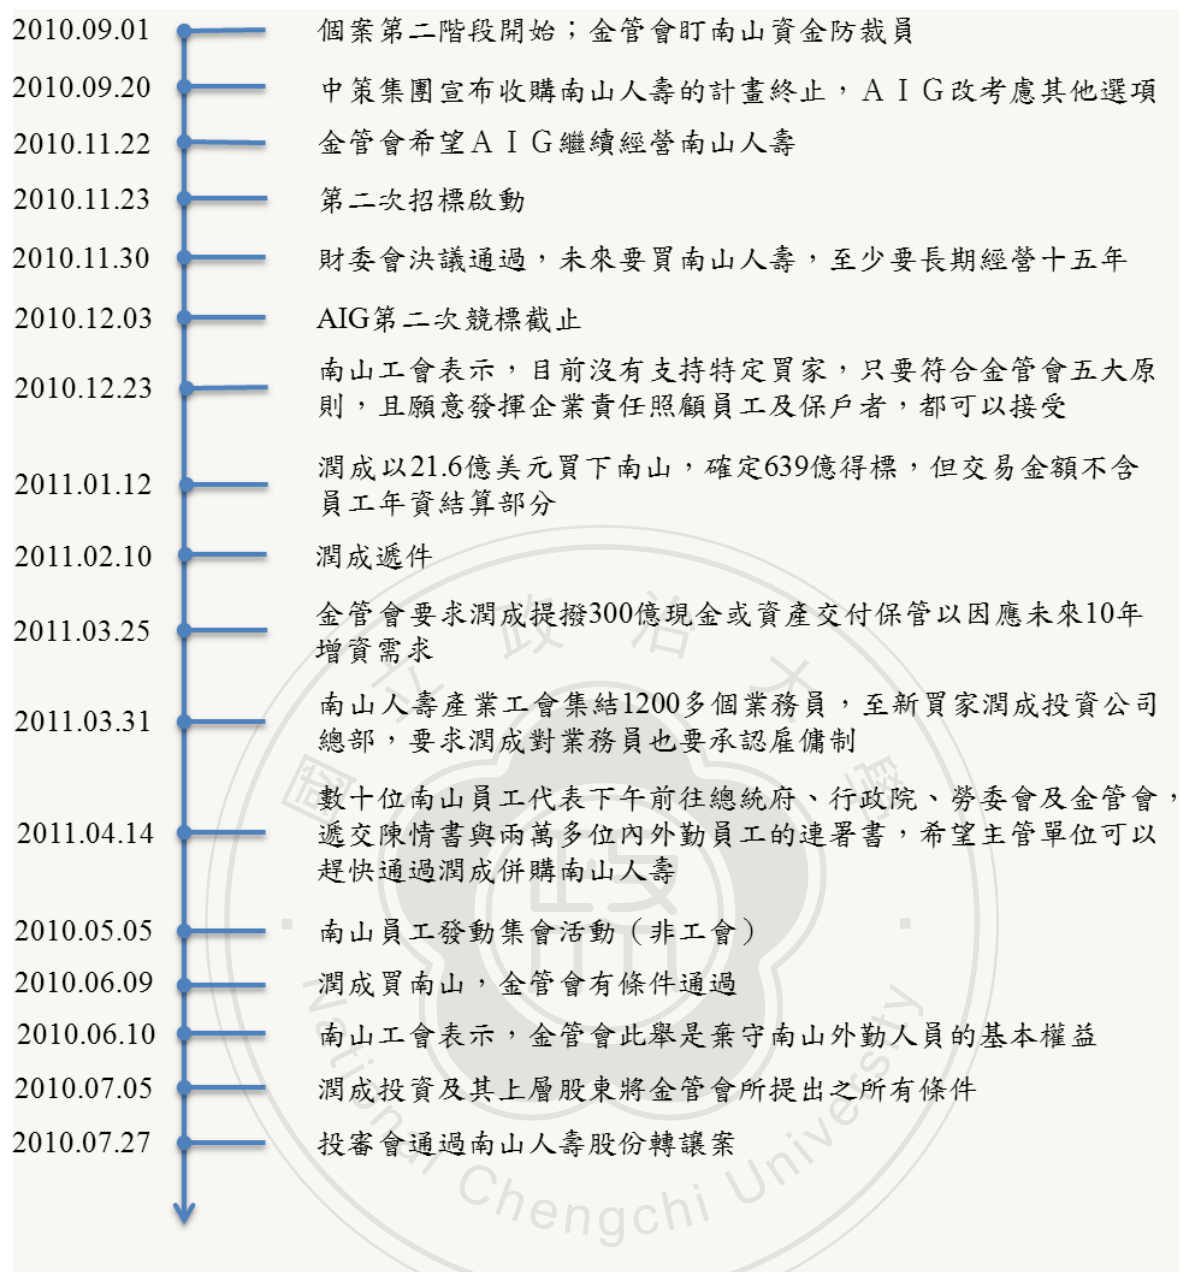 2010.09.01 個案第二階段開始；金管會盯南山資金防裁員
2010.09.20 中策集團宣布收購南山人壽的計畫終止，ＡＩＧ改考慮其他選項
2010.11.22 金管會希望ＡＩＧ繼續經營南山人壽
2010.11.23 第二次招標啟動
2010.11.30 財委會決議通過，未來要買南山人壽，至少要長期經營十五年
2010.12.03 AIG第二次競標截止
2010.12.23 南山工會表示，目前沒有支持特定買家，只要符合金管會五大原
則，且願意發揮企業責任照顧員工及保戶者，都可以接受
2011.01.12 潤成以21.6億美元買下南山，確定639億得標，但交易金額不含
員工年資結算部分
2011.02.10 潤成遞件
2011.03.25 金管會要求潤成提撥300億現金或資產交付保管以因應未來10年
增資需求
2011.03.31 南山人壽產業工會集結1200多個業務員，至新買家潤成投資公司
總部，要求潤成對業務員也要承認雇傭制
2011.04.14 數十位南山員工代表下午前往總統府、行政院、勞委會及金管會，
遞交陳情書與兩萬多位內外勤員工的連署書，希望主管單位可以
趕快通過潤成併購南山人壽
2010.05.05 南山員工發動集會活動（非工會）
2010.06.09 潤成買南山，金管會有條件通過
2010.06.10 南山工會表示，金管會此舉是棄守南山外勤人員的基本權益
2010.07.05 潤成投資及其上層股東將金管會所提出之所有條件
2010.07.27 投審會通過南山人壽股份轉讓案
國立政治大學
National Chengchi University